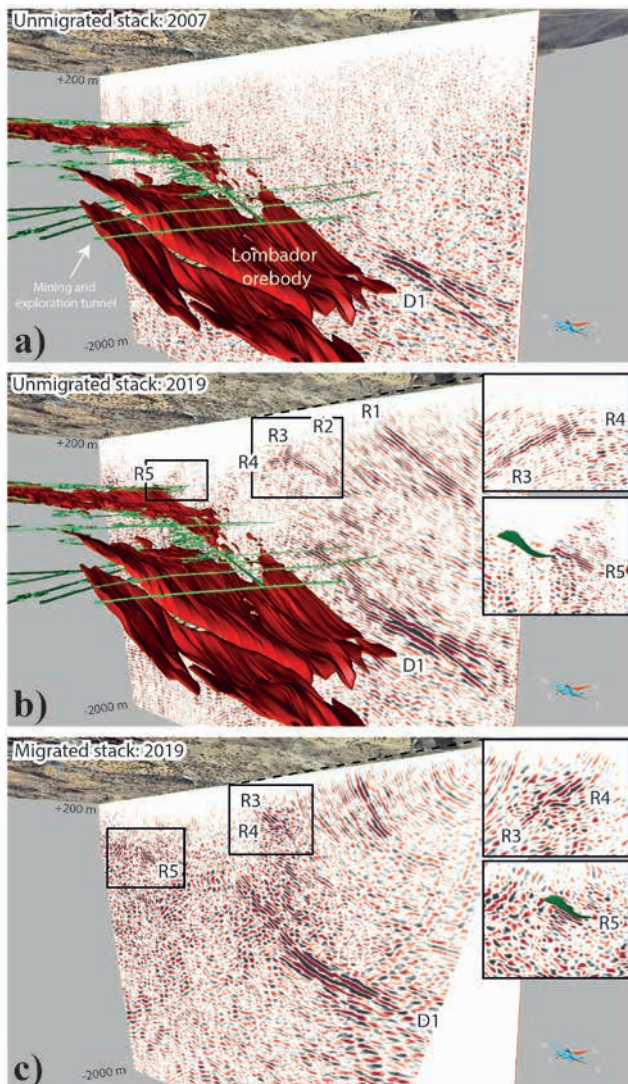 Unmigrated stack: 2007
+200 m
Lombador
orebody
Mining and
exploration tunnel
D1
-2000 m
a)
Unmigrated stack: 2019
+200 m
R1
R2
R3
R4
R5
R4
R3
R5
D1
-2000 m
b)
Migrated stack: 2019
+200 m
R3
R4
R5
R4
R3
R5
D1
-2000 m
c)